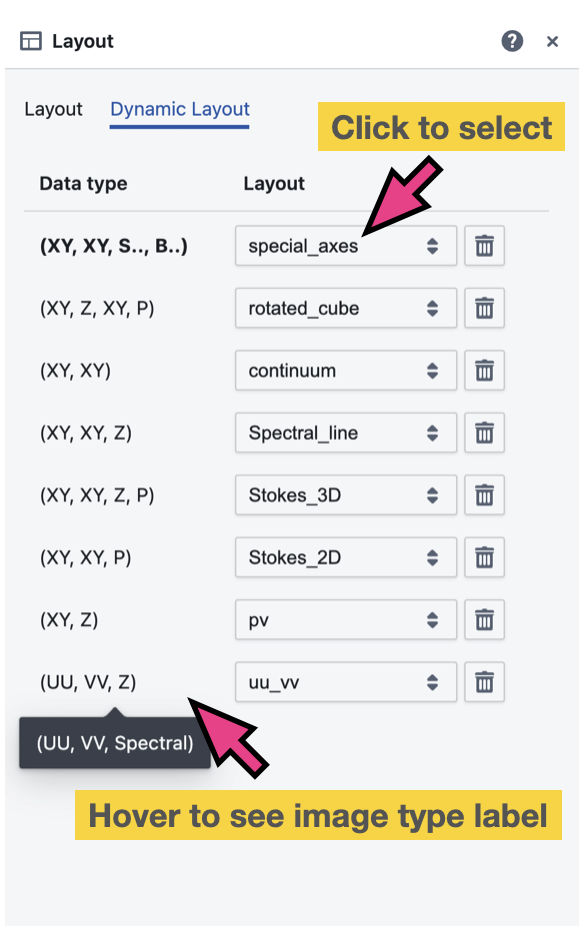 Layout
Layout Dynamic Layout
Click to select
Data type Layout
(XY, XY, S.., B..) special_axes
(XY, Z, XY, P) rotated_cube
(XY, XY) continuum
(XY, XY, Z) Spectral_line
(XY, XY, Z, P) Stokes_3D
(XY, XY, P) Stokes_2D
(XY, Z) pv
(UU, VV, Z) uu_vv
(UU, VV, Spectral)
Hover to see image type label